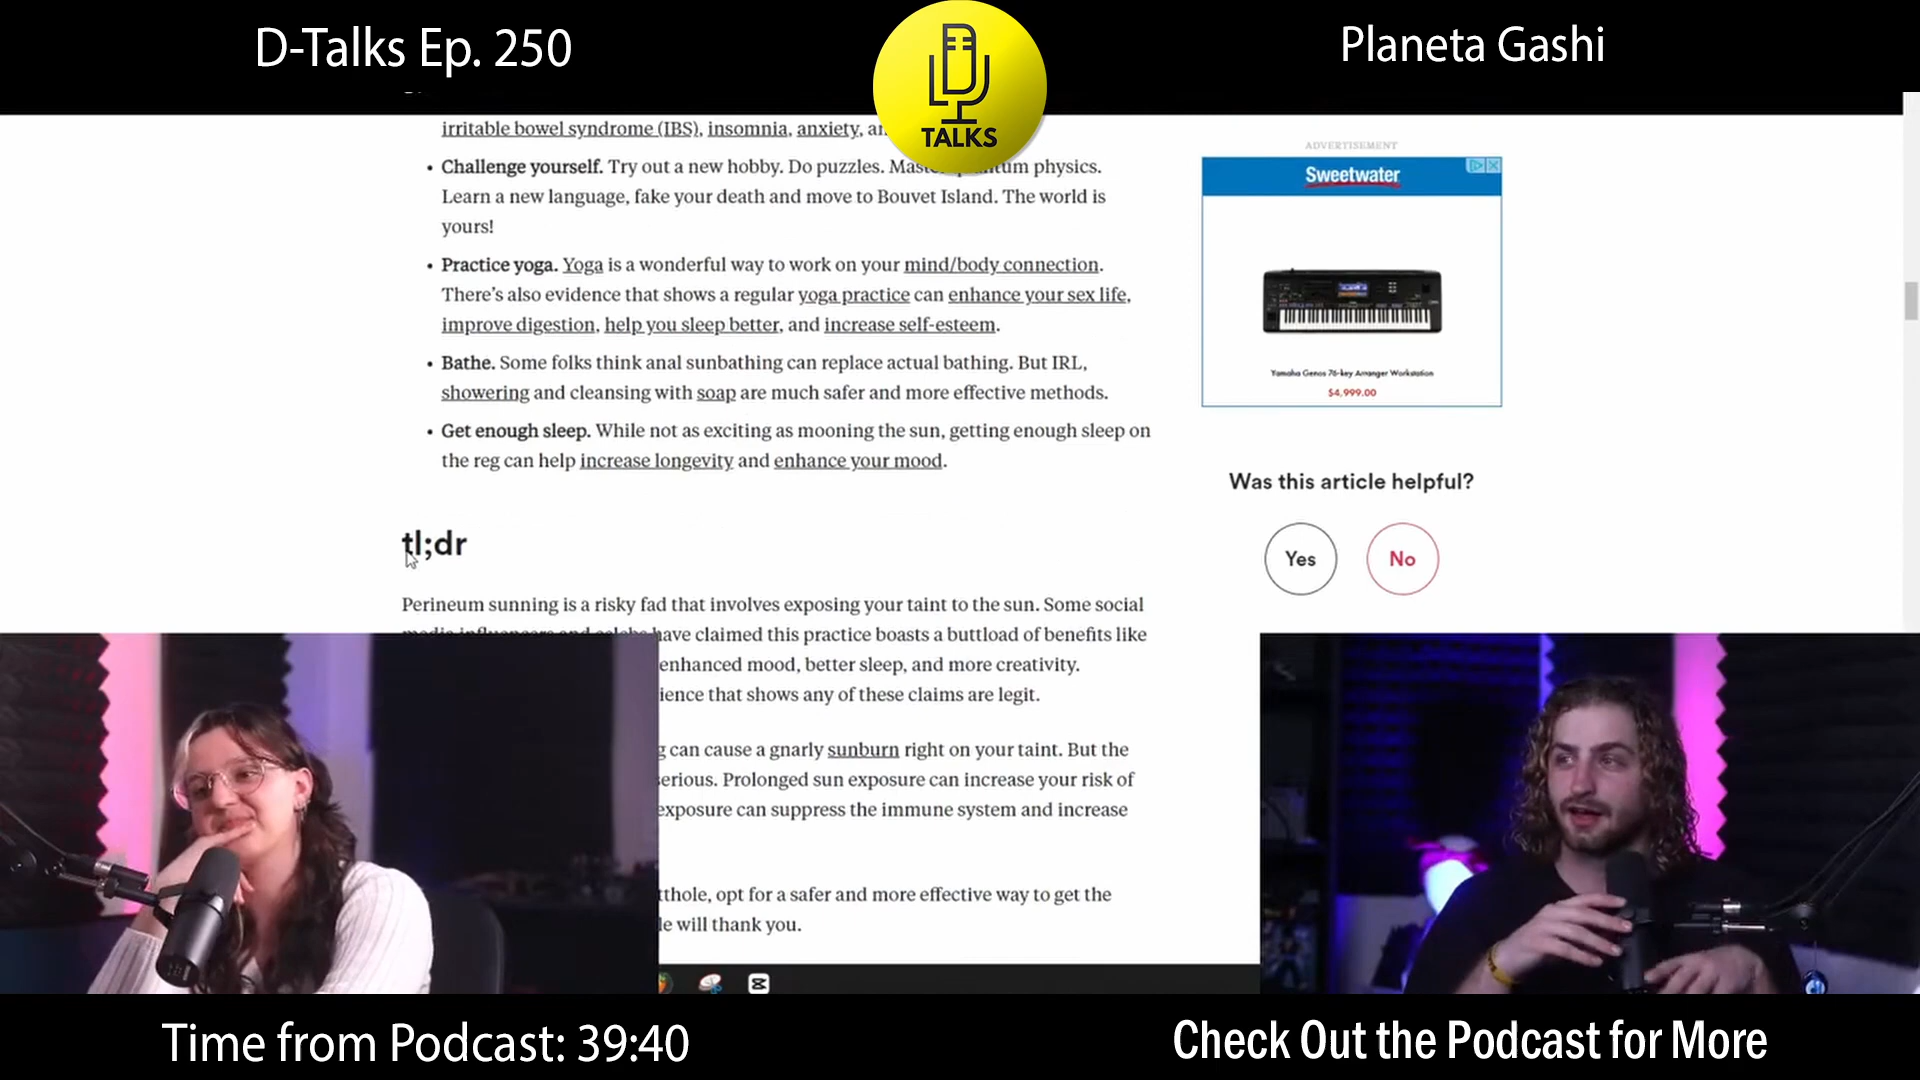 D-Talks Ep. 250
TALKS
Planeta Gashi
irritable bowel syndrome (IBS), insomnia, anxiety,
• Challenge yourself. Try out a new hobby. Do puzzles. physics.
Learn a new language, fake your death and move to Bouvet Island. The world is
yours!
• Practice yoga. Yoga is a wonderful way to work on your mind/body connection.
There's also evidence that shows a regular yoga practice can enhance your sex life,
improve digestion, help you sleep better, and increase self-esteem.
• Bathe. Some folks think anal sunbathing can replace actual bathing. But IRL,
showering and cleansing with soap are much safer and more effective methods.
• Get enough sleep. While not as exciting as mooning the sun, getting enough sleep on
the reg can help increase longevity and enhance your mood.
tl;dr
Perineum sunning is a risky fad that involves exposing your taint to the sun. Some social
have claimed this practice boasts a buttload of benefits like
enhanced mood, better sleep, and more creativity.
that shows any of these claims are legit.
can cause a gnarly sunburn right on your taint. But the
Prolonged sun exposure can increase your risk of
exposure can suppress the immune system and increase
opt for a safer and more effective way to get the
will thank you.
ADVERTISEMENT
Sweetwater
Yamaha Genos 76-key Arranger Workstation
$4,999.00
Was this article helpful?
Yes
No
Time from Podcast: 39:40
Check Out the Podcast for More